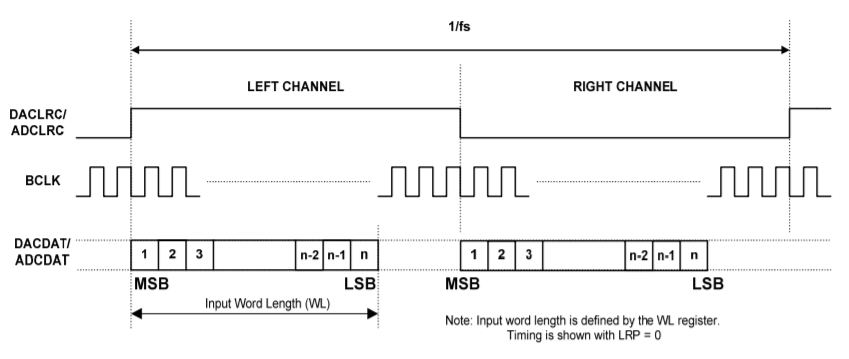 1/fs
LEFT CHANNEL
RIGHT CHANNEL
DACLRC/
ADCLRC
BCLK
DACDAT/
ADCDAT
1 2 3 n-2 n-1 n
1 2 3 n-2 n-1 n
MSB LSB
MSB LSB
Input Word Length (WL)
Note: Input word length is defined by the WL register.
Timing is shown with LRP = 0